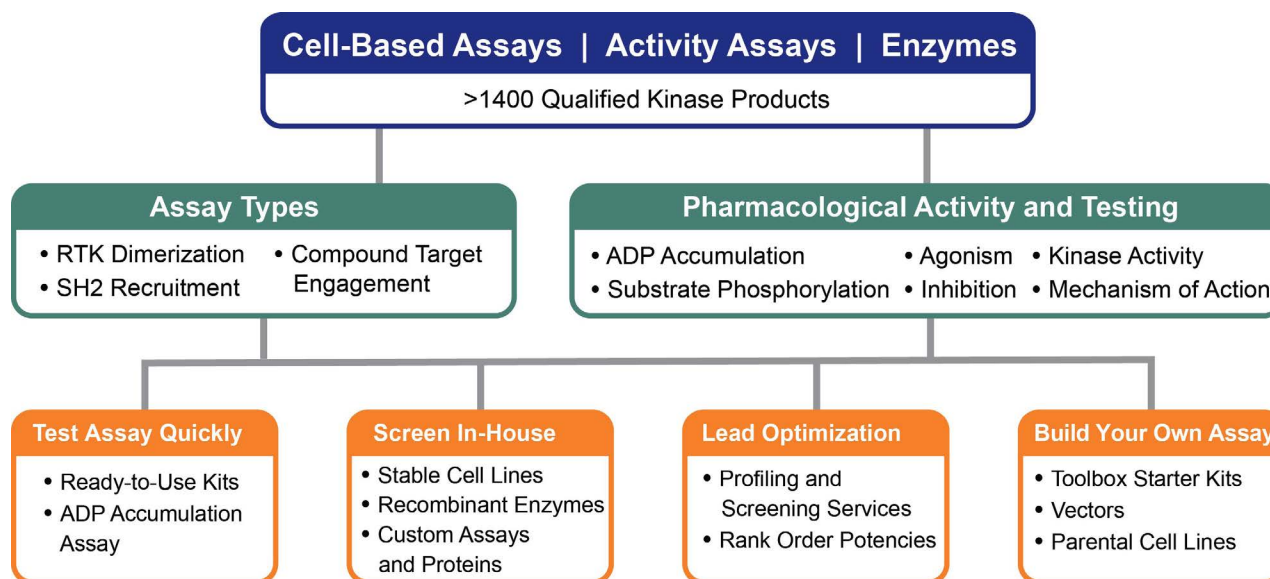 Cell-Based Assays | Activity Assays | Enzymes
>1400 Qualified Kinase Products
Assay Types
• RTK Dimerization
• SH2 Recruitment
• Compound Target
Engagement
Pharmacological Activity and Testing
• ADP Accumulation
• Substrate Phosphorylation
• Agonism
• Inhibition
• Kinase Activity
• Mechanism of Action
Test Assay Quickly
• Ready-to-Use Kits
• ADP Accumulation
Assay
Screen In-House
• Stable Cell Lines
• Recombinant Enzymes
• Custom Assays
and Proteins
Lead Optimization
• Profiling and
Screening Services
• Rank Order Potencies
Build Your Own Assay
• Toolbox Starter Kits
• Vectors
• Parental Cell Lines